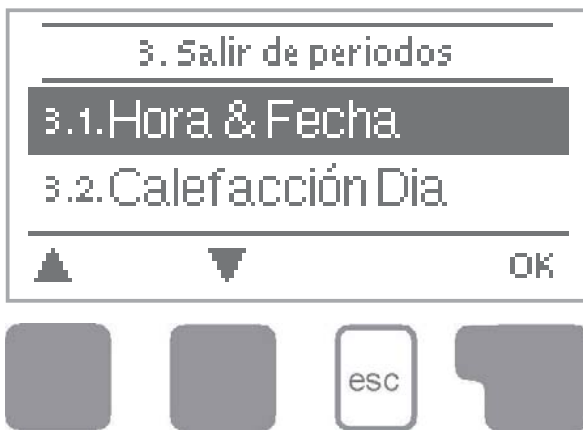 3. Salir de periodos
3.1.Hora & Fecha
3.2.Calefacción Dia
OK
esc